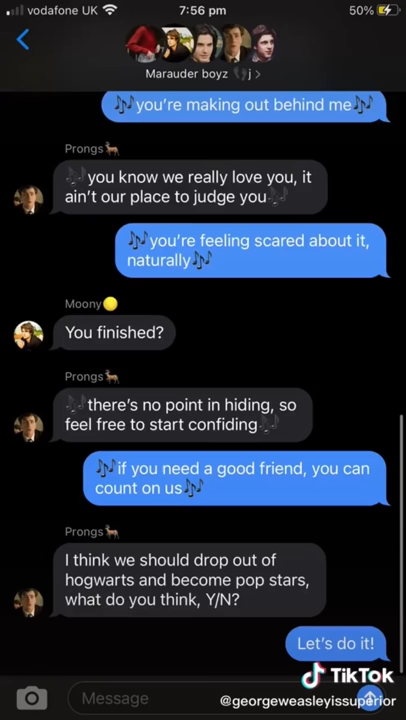 vodafone UK 7:56 pm 50%
Marauder boyz 👣j >
🎶you're making out behind me🎶
Prongs🦌
🎶you know we really love you, it
ain't our place to judge you🎶
🎶you're feeling scared about it,
naturally🎶
Moony🌕
You finished?
Prongs🦌
🎶there's no point in hiding, so
feel free to start confiding🎶
🎶if you need a good friend, you can
count on us🎶
Prongs🦌
I think we should drop out of
hogwarts and become pop stars,
what do you think, Y/N?
Let's do it!
TikTok
Message
@georgeweasleyissuperior